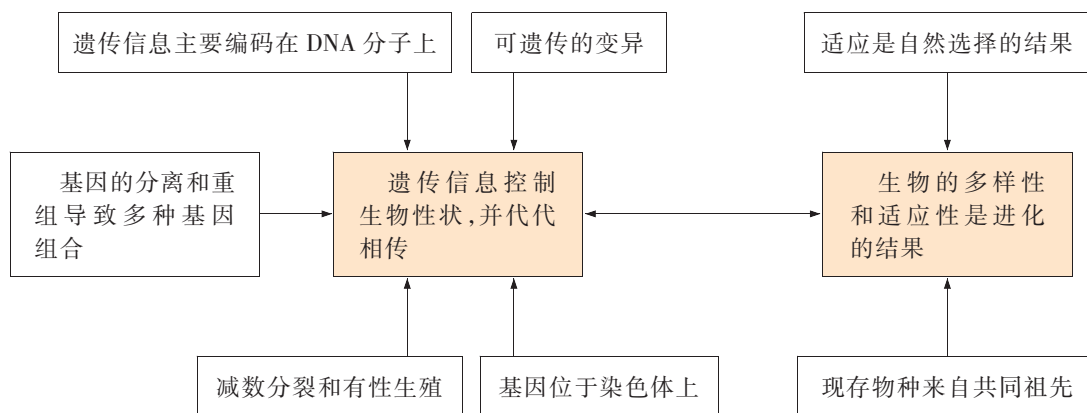 遗传信息主要编码在 DNA 分子上
可遗传的变异
适应是自然选择的结果
基因的分离和重
组导致多种基因
组合
遗传信息控制
生物性状,并代代
相传
生物的多样性
和适应性是进化
的结果
减数分裂和有性生殖
基因位于染色体上
现存物种来自共同祖先